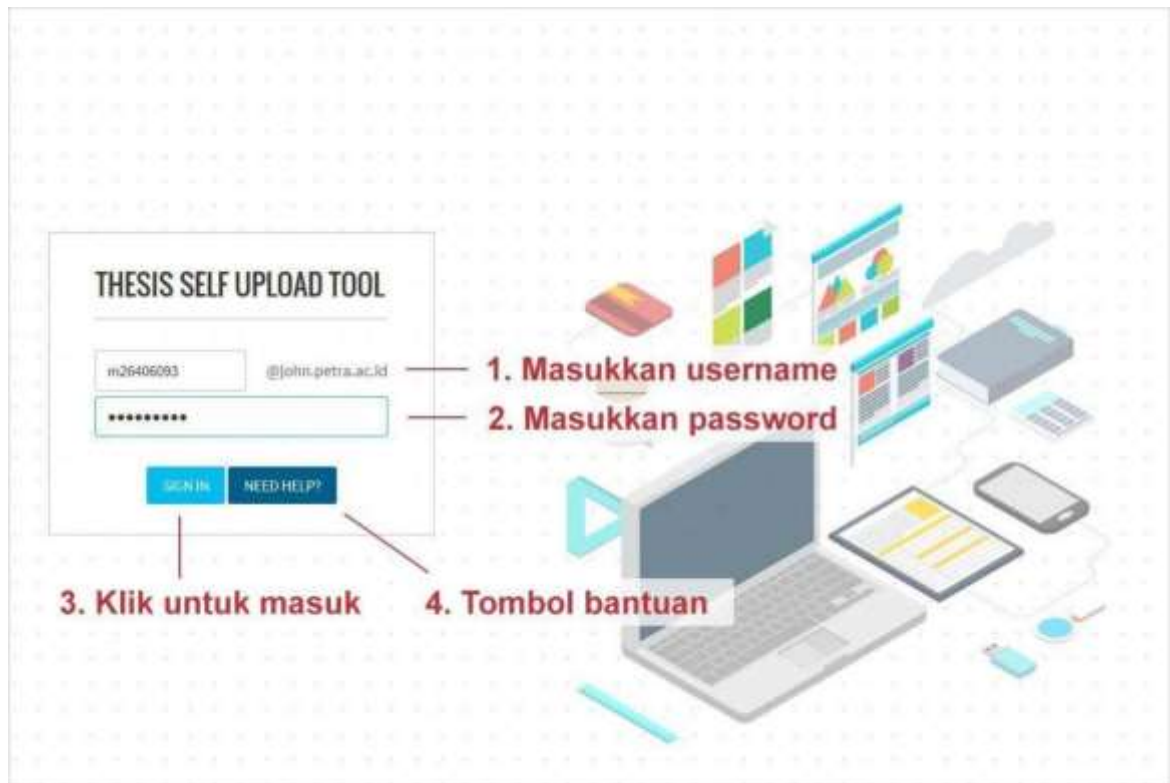 THESIS SELF UPLOAD TOOL
m26406093 @john.petra.ac.id
1. Masukkan username
•••••••••
2. Masukkan password
SIGN IN NEED HELP?
3. Klik untuk masuk 4. Tombol bantuan